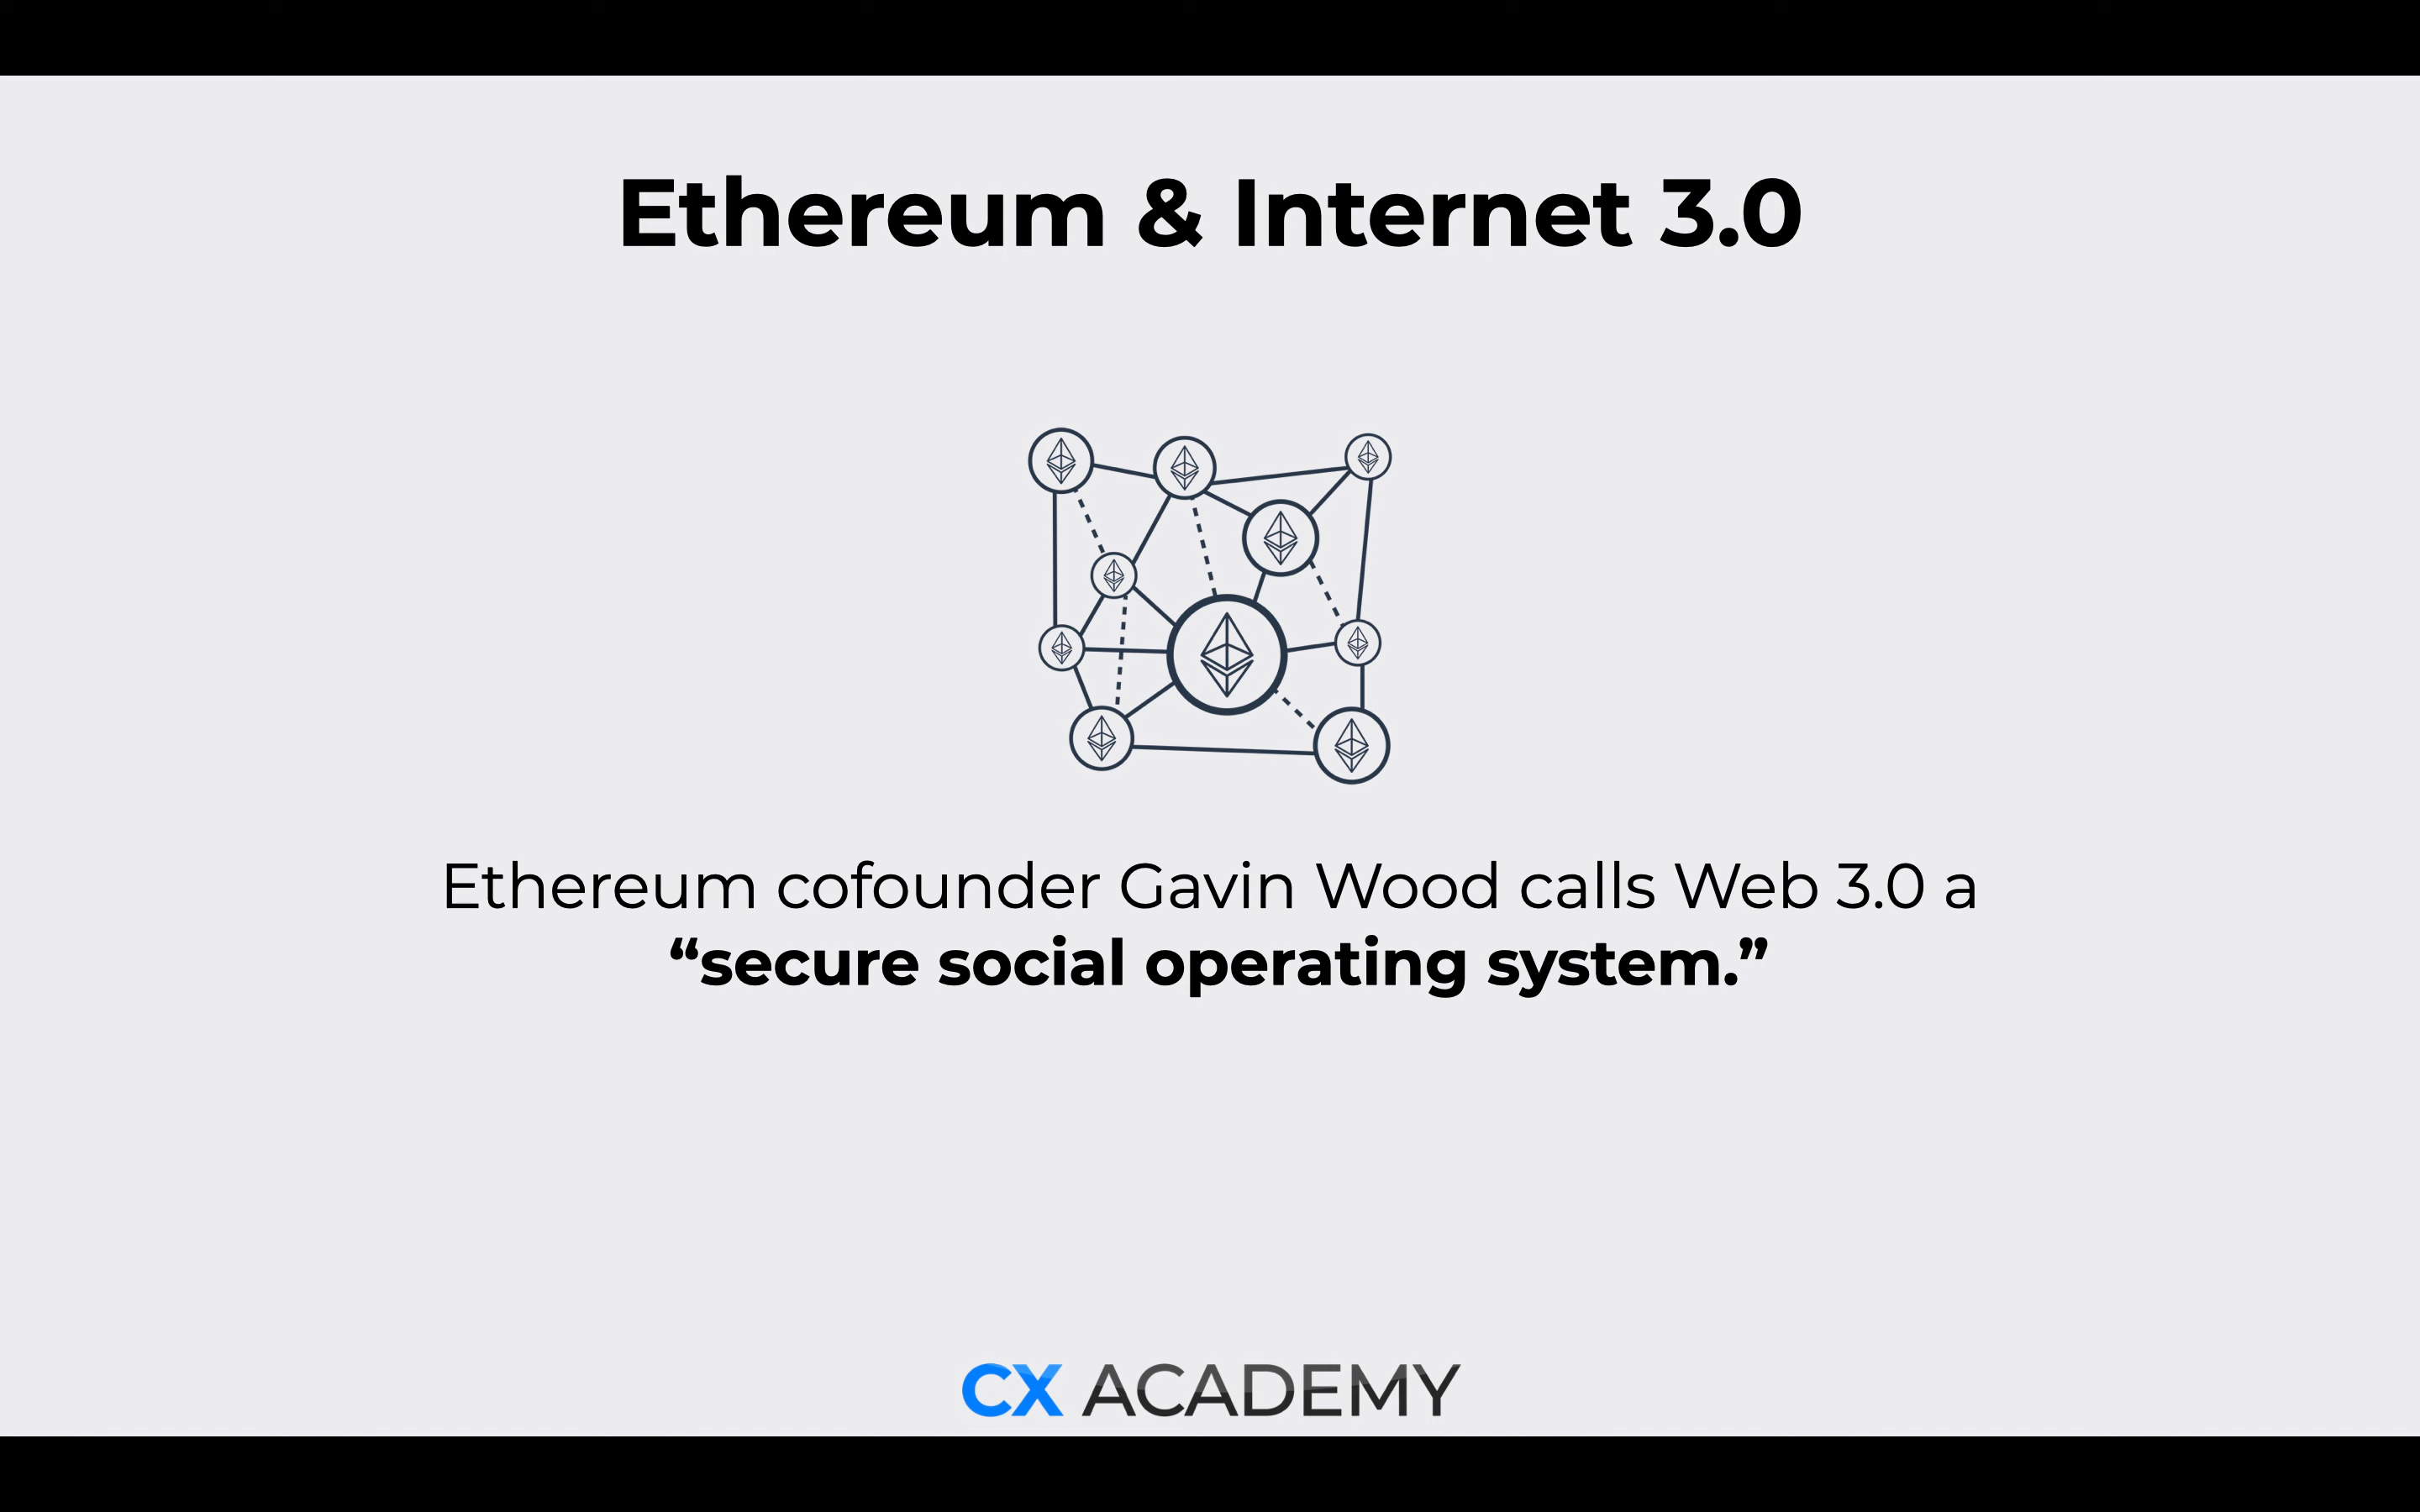 Ethereum & Internet 3.0
Ethereum cofounder Gavin Wood calls Web 3.0 a
“secure social operating system.”
CX ACADEMY